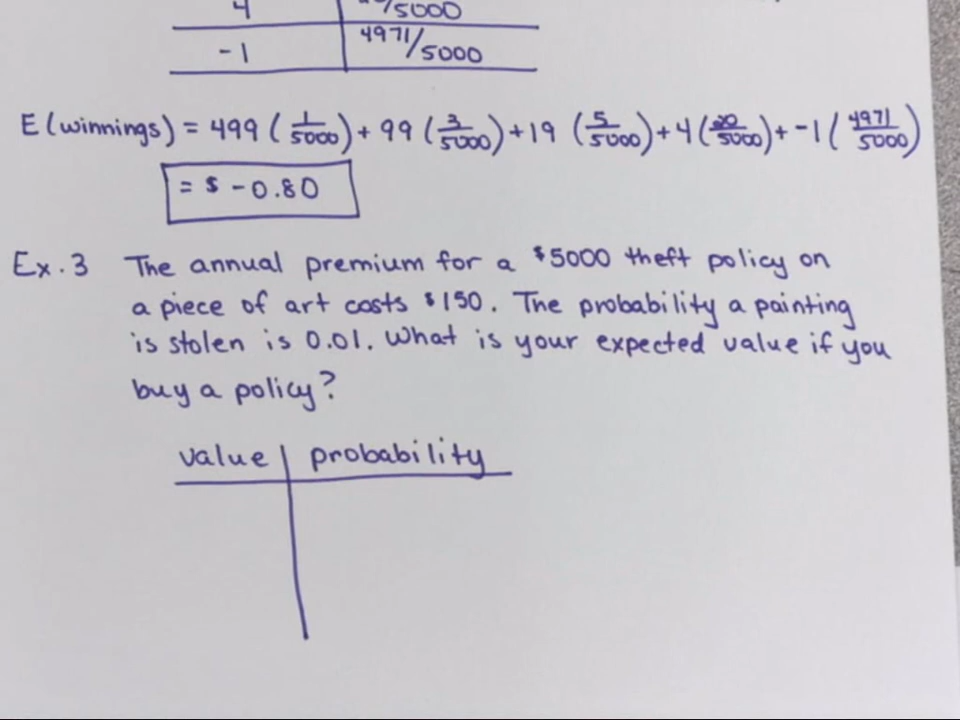 4 /5000
-1 4971/5000
E(winnings) = 499 (1/5000) + 99 (3/5000) + 19 (5/5000) + 4 (20/5000) + -1 (4971/5000)
= $ -0.80
Ex. 3 The annual premium for a $5000 theft policy on
a piece of art costs $150. The probability a painting
is stolen is 0.01. What is your expected value if you
buy a policy?
value probability